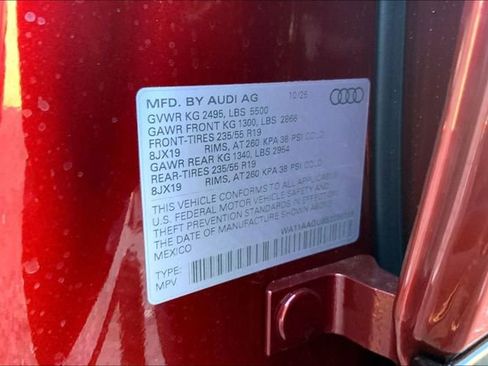 MFD. BY AUDI AG 10/25
GVWR KG 2495, LBS 5500
GAWR FRONT KG 1300, LBS 2866
FRONT-TIRES 235/55 R19
8JX19 RIMS, AT 260 KPA 38 PSI COLD
GAWR REAR KG 1340, LBS 2954
REAR-TIRES 235/55 R19
8JX19 RIMS, AT 260 KPA 38 PSI COLD
THIS VEHICLE CONFORMS TO ALL APPLICABLE
U.S. FEDERAL MOTOR VEHICLE SAFETY AND
THEFT PREVENTION STANDARDS IN EFFECT ON
THE DATE OF MANUFACTURE SHOWN ABOVE.
MEXICO
TYPE:
MPV